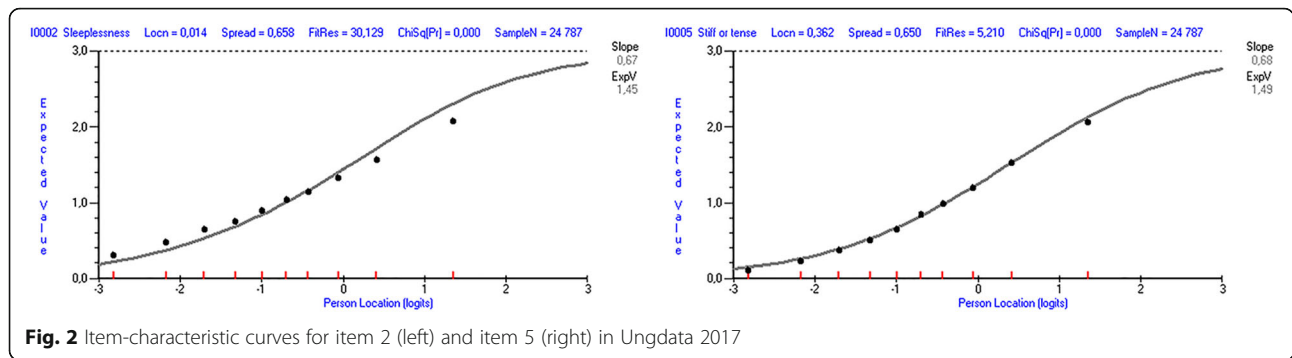 I0002 Sleeplessness Locn = 0,014 Spread = 0,658 FitRes = 30,129 ChiSq[Pr] = 0,000 SampleN = 24 787
3,0
2,0
1,0
0,0
Expected Value
-3 -2 -1 0 1 2 3
Person Location (logits)
Slope
0,67
ExpV
1,45
I0005 Stiff or tense Locn = 0,362 Spread = 0,650 FitRes = 5,210 ChiSq[Pr] = 0,000 SampleN = 24 787
3,0
2,0
1,0
0,0
Expected Value
-3 -2 -1 0 1 2 3
Person Location (logits)
Slope
0,68
ExpV
1,49
Fig. 2 Item-characteristic curves for item 2 (left) and item 5 (right) in Ungdata 2017